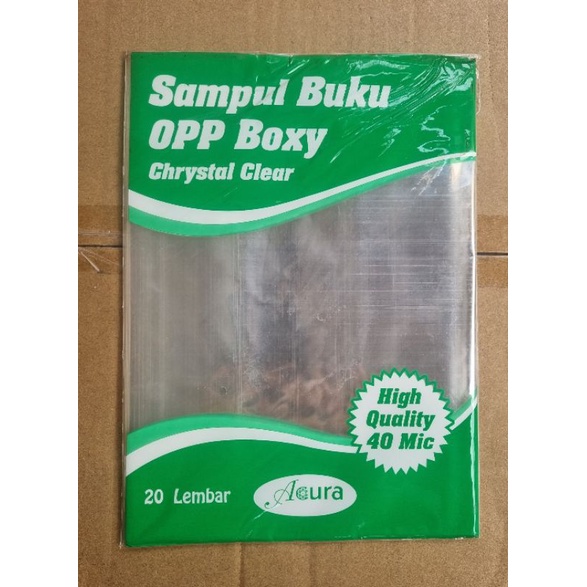 Sampul Buku
OPP Boxy
Chrystal Clear
High
Quality
40 Mic
20 Lembar
Acura